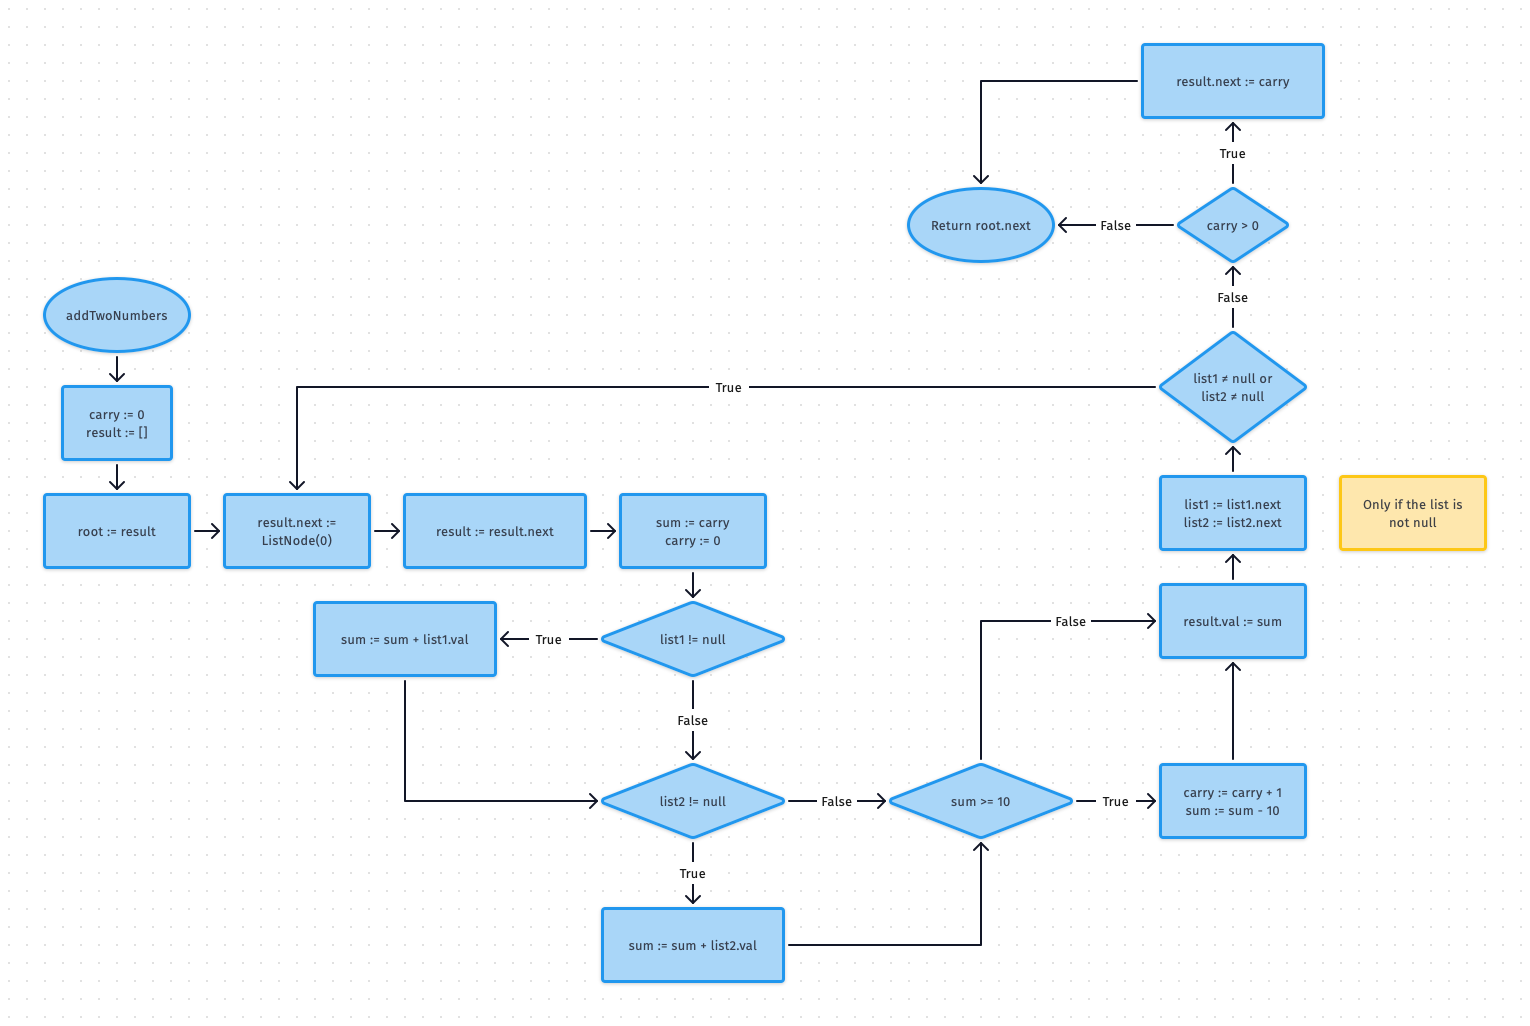 addTwoNumbers
carry := 0
result := []
root := result
result.next :=
ListNode(0)
result := result.next
sum := carry
carry := 0
list1 != null
True
sum := sum + list1.val
False
list2 != null
True
sum := sum + list2.val
False
sum >= 10
True
carry := carry + 1
sum := sum - 10
False
result.val := sum
list1 := list1.next
list2 := list2.next
Only if the list is
not null
list1 ≠ null or
list2 ≠ null
True
False
carry > 0
True
result.next := carry
False
Return root.next